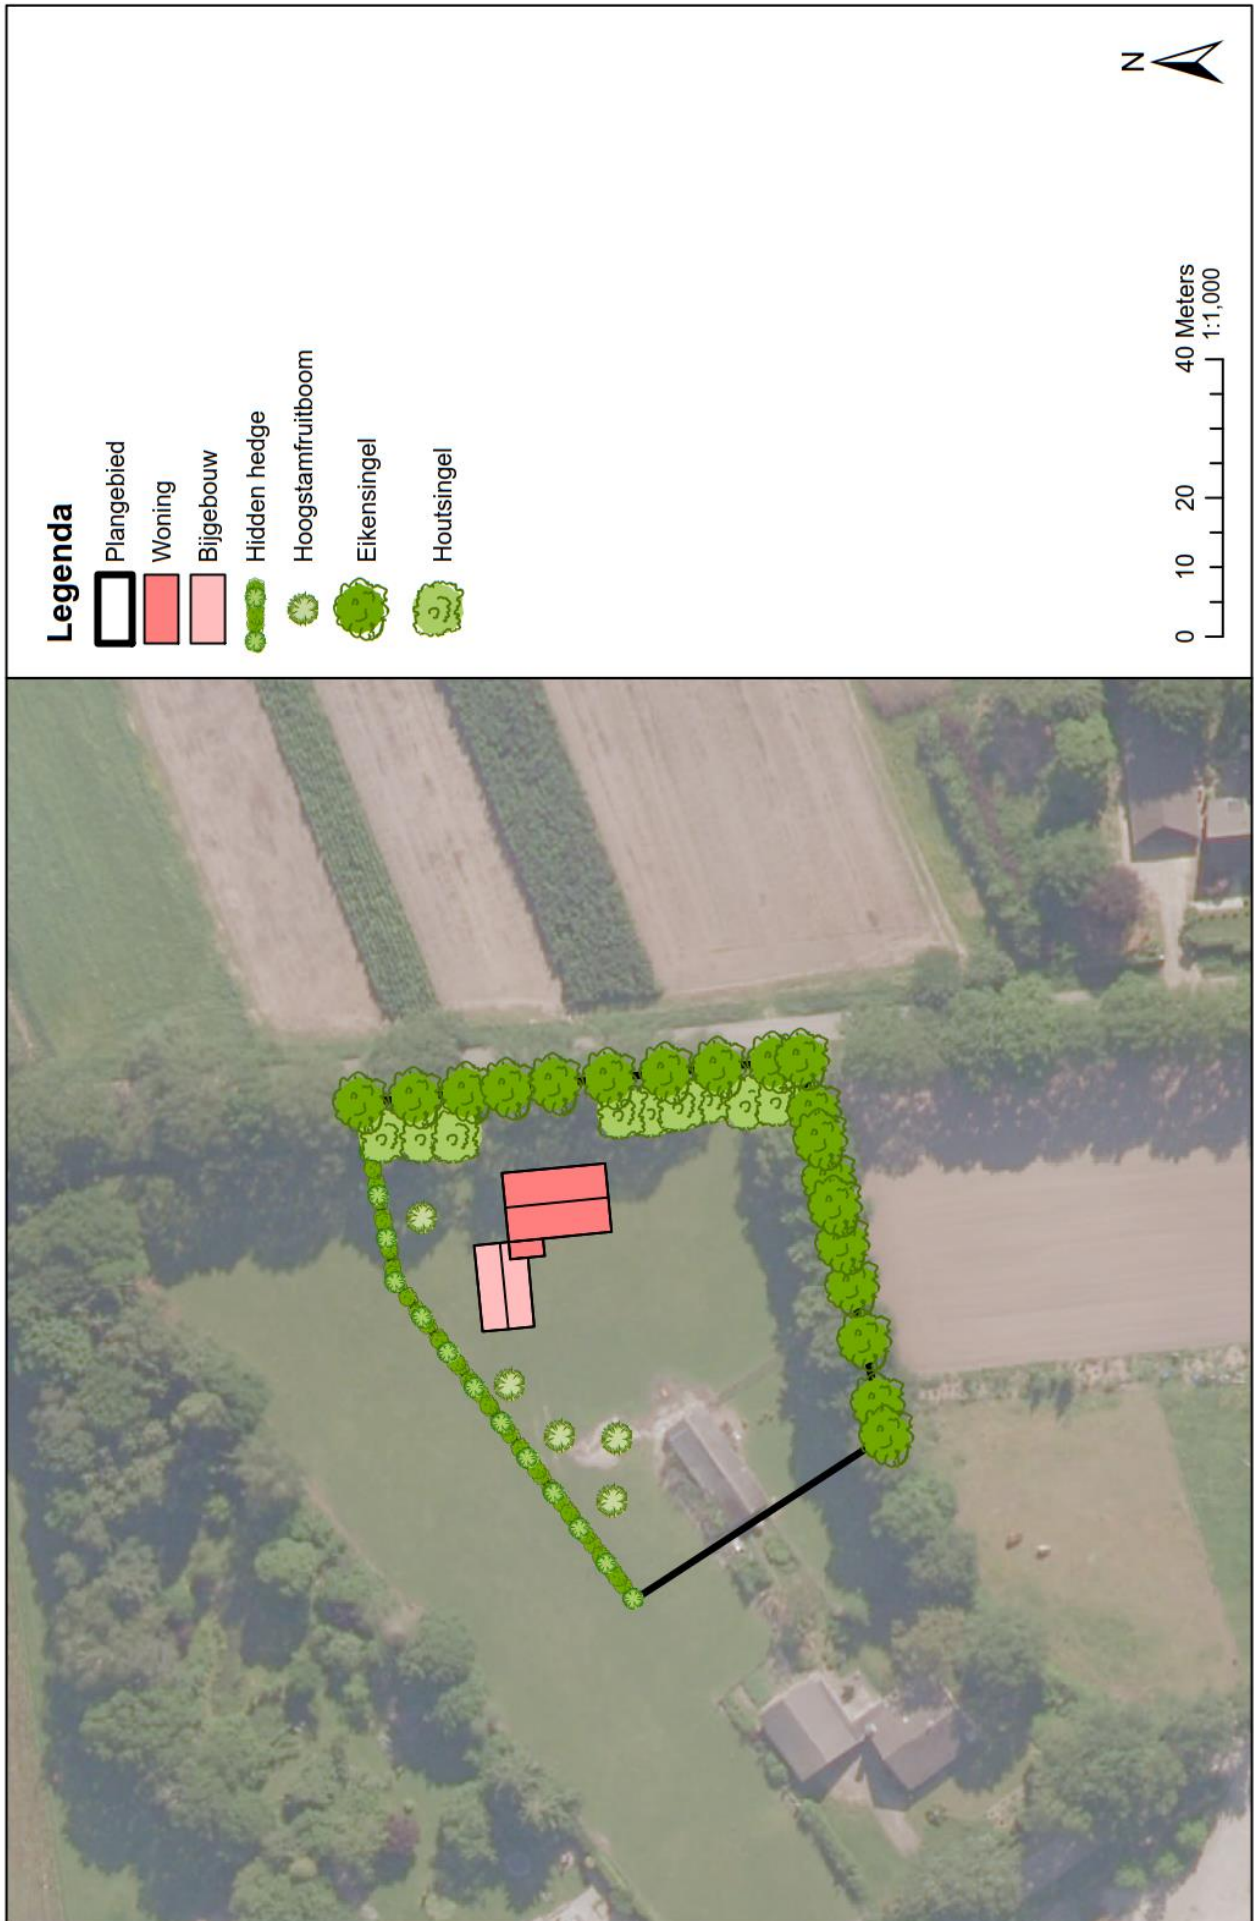 Legenda
Plangebied
Woning
Bijgebouw
Hidden hedge
Hoogstamfruitboom
Eikensingel
Houtsingel
0 10 20 40 Meters
1:1,000
N